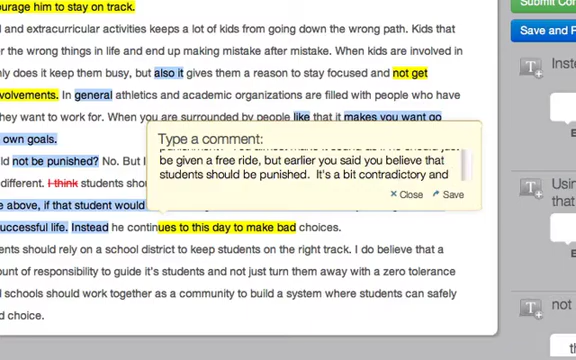 ourage him to stay on track.
l and extracurricular activities keeps a lot of kids from going down the wrong path. Kids that
r the wrong things in life and end up making mistake after mistake. When kids are involved in
nly does it keep them busy, but also it gives them a reason to stay focused and not get
volvements. In general athletics and academic organizations are filled with people who have
they want to work for. When you are surrounded by people like that it makes you want go
own goals.
Type a comment:
be given a free ride, but earlier you said you believe that
students should be punished. It's a bit contradictory and
Close
Save
ld not be punished? No. But I
different. I think students shou
e above, if that student would
uccessful life. Instead he continues to this day to make bad choices.
ents should rely on a school district to keep students on the right track. I do believe that a
ount of responsibility to guide it's students and not just turn them away with a zero tolerance
l schools should work together as a community to build a system where students can safely
d choice.
Submit Co
Save and F
T
Inste
E
T
Using
that
E
T
not
th